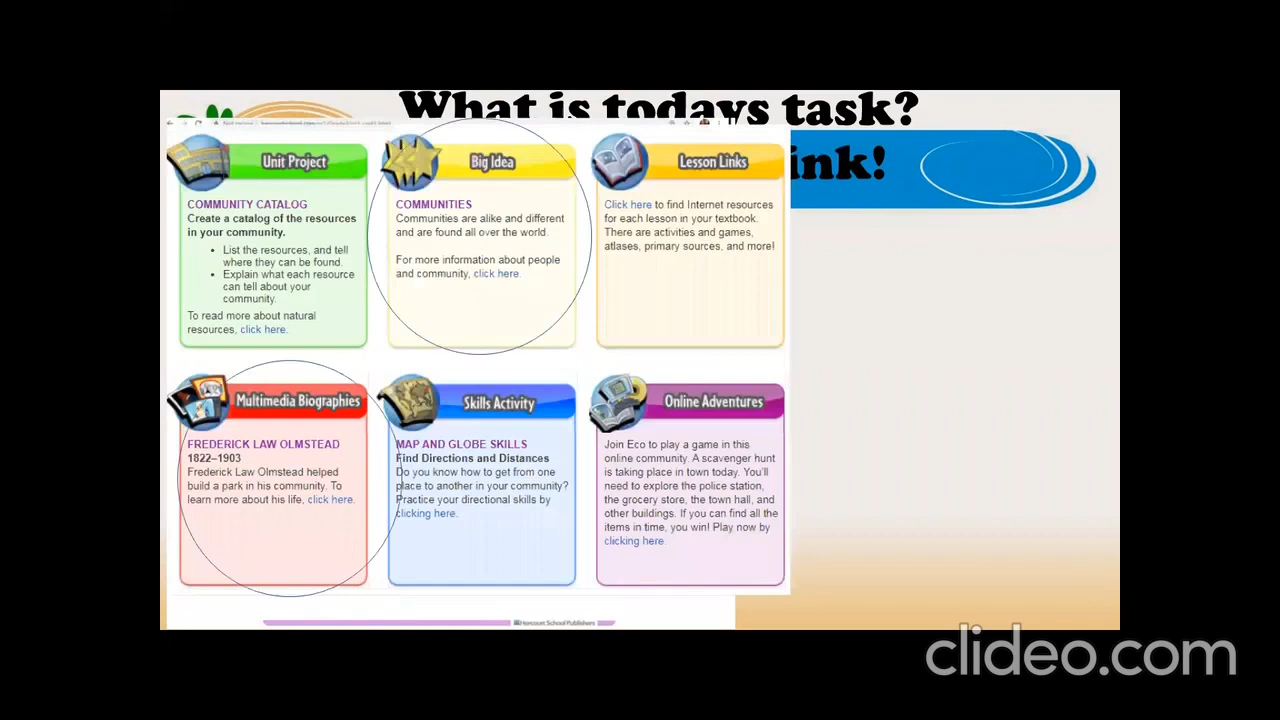 What is todays task?
ink!
Unit Project
COMMUNITY CATALOG
Create a catalog of the resources
in your community.
• List the resources, and tell
where they can be found.
• Explain what each resource
can tell about your
community.
To read more about natural
resources, click here.
Big Idea
COMMUNITIES
Communities are alike and different
and are found all over the world.
For more information about people
and community, click here.
Lesson Links
Click here to find Internet resources
for each lesson in your textbook.
There are activities and games,
atlases, primary sources, and more!
Multimedia Biographies
FREDERICK LAW OLMSTEAD
1822–1903
Frederick Law Olmstead helped
build a park in his community. To
learn more about his life, click here.
Skills Activity
MAP AND GLOBE SKILLS
Find Directions and Distances
Do you know how to get from one
place to another in your community?
Practice your directional skills by
clicking here.
Online Adventures
Join Eco to play a game in this
online community. A scavenger hunt
is taking place in town today. You'll
need to explore the police station,
the grocery store, the town hall, and
other buildings. If you can find all the
items in time, you win! Play now by
clicking here.
Harcourt School Publishers
clideo.com